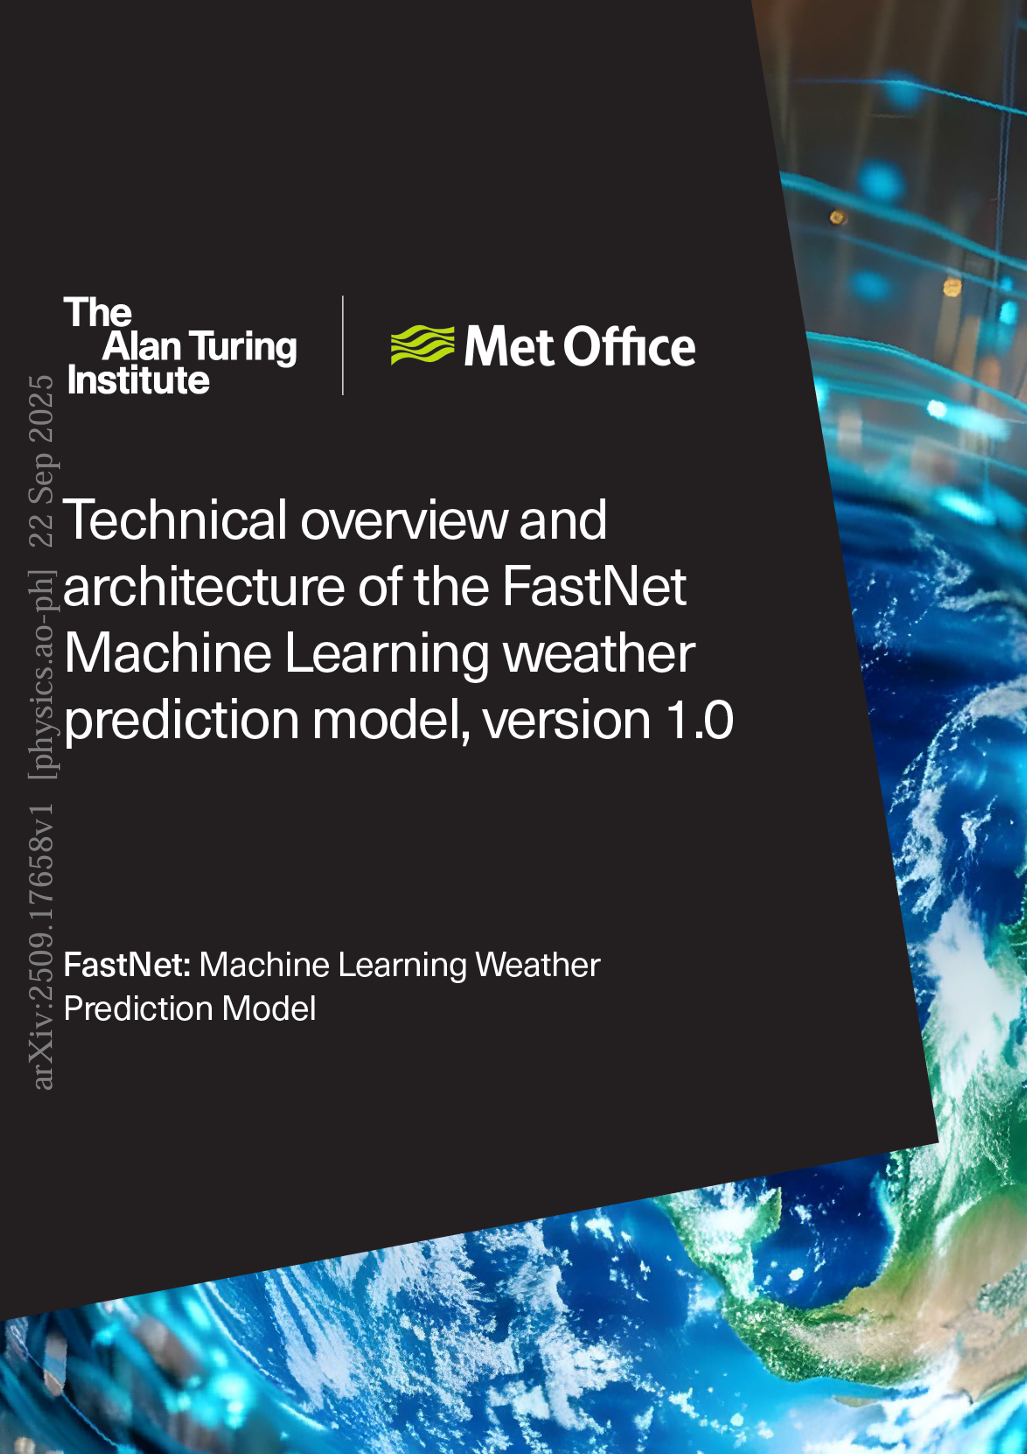 The
Alan Turing
Institute
Met Office
Technical overview and
architecture of the FastNet
Machine Learning weather
prediction model, version 1.0
FastNet: Machine Learning Weather
Prediction Model
arXiv:2509.17658v1 [physics.ao-ph] 22 Sep 2025